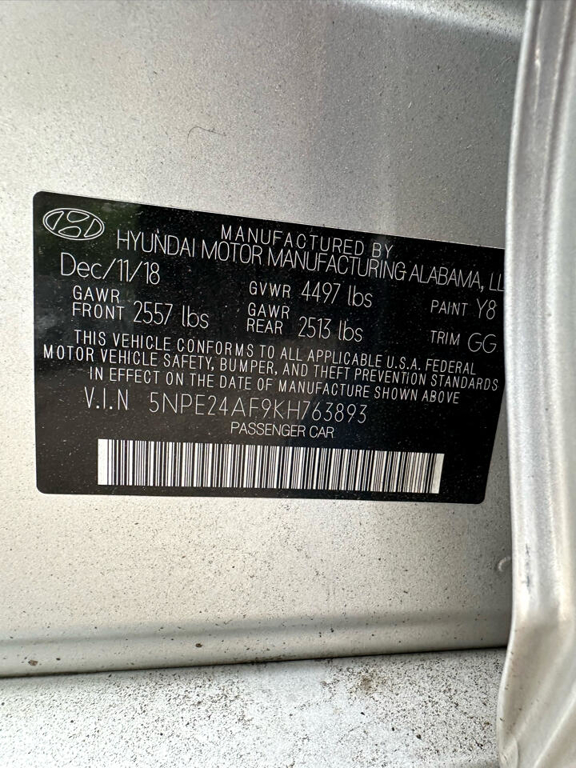 MANUFACTURED BY
HYUNDAI MOTOR MANUFACTURING ALABAMA, LL
Dec/11/18 GVWR 4497 lbs PAINT Y8
GAWR FRONT 2557 lbs GAWR REAR 2513 lbs TRIM GG
THIS VEHICLE CONFORMS TO ALL APPLICABLE U.S.A. FEDERAL
MOTOR VEHICLE SAFETY, BUMPER, AND THEFT PREVENTION STANDARDS
IN EFFECT ON THE DATE OF MANUFACTURE SHOWN ABOVE
V.I.N 5NPE24AF9KH763893
PASSENGER CAR